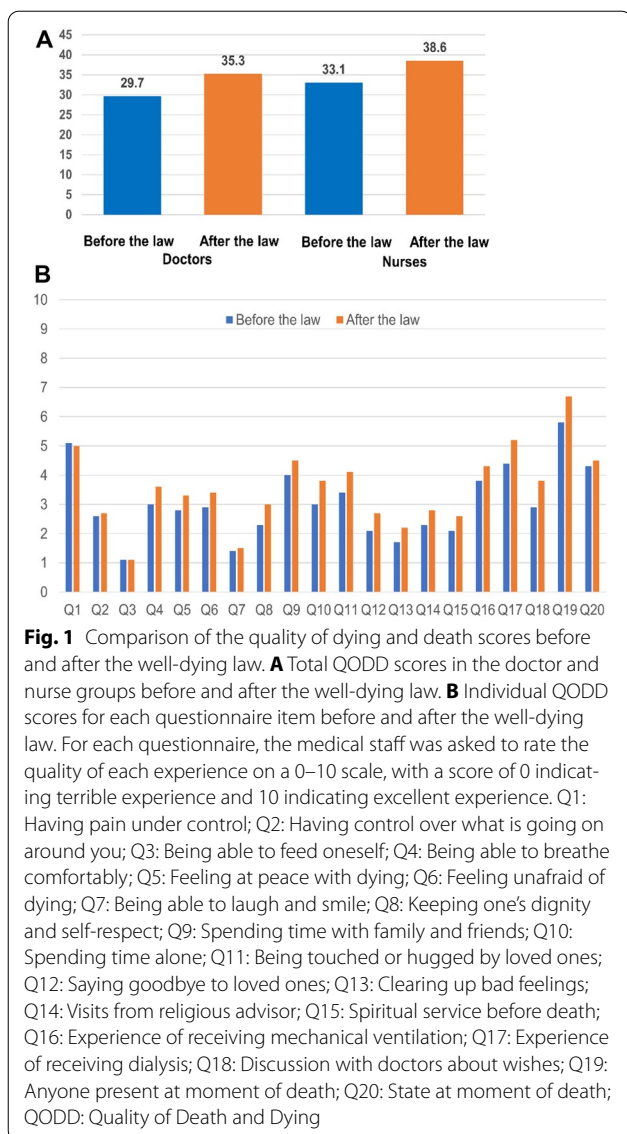 A
45
40
35
30
25
20
15
10
5
0
29.7
35.3
33.1
38.6
Before the law After the law Before the law After the law
Doctors Nurses
B
10
9
8
7
6
5
4
3
2
1
0
Before the law After the law
Q1 Q2 Q3 Q4 Q5 Q6 Q7 Q8 Q9 Q10 Q11 Q12 Q13 Q14 Q15 Q16 Q17 Q18 Q19 Q20
Fig. 1 Comparison of the quality of dying and death scores before
and after the well-dying law. A Total QODD scores in the doctor and
nurse groups before and after the well-dying law. B Individual QODD
scores for each questionnaire item before and after the well-dying
law. For each questionnaire, the medical staff was asked to rate the
quality of each experience on a 0–10 scale, with a score of 0 indicat-
ing terrible experience and 10 indicating excellent experience. Q1:
Having pain under control; Q2: Having control over what is going on
around you; Q3: Being able to feed oneself; Q4: Being able to breathe
comfortably; Q5: Feeling at peace with dying; Q6: Feeling unafraid of
dying; Q7: Being able to laugh and smile; Q8: Keeping one's dignity
and self-respect; Q9: Spending time with family and friends; Q10:
Spending time alone; Q11: Being touched or hugged by loved ones;
Q12: Saying goodbye to loved ones; Q13: Clearing up bad feelings;
Q14: Visits from religious advisor; Q15: Spiritual service before death;
Q16: Experience of receiving mechanical ventilation; Q17: Experience
of receiving dialysis; Q18: Discussion with doctors about wishes; Q19:
Anyone present at moment of death; Q20: State at moment of death;
QODD: Quality of Death and Dying